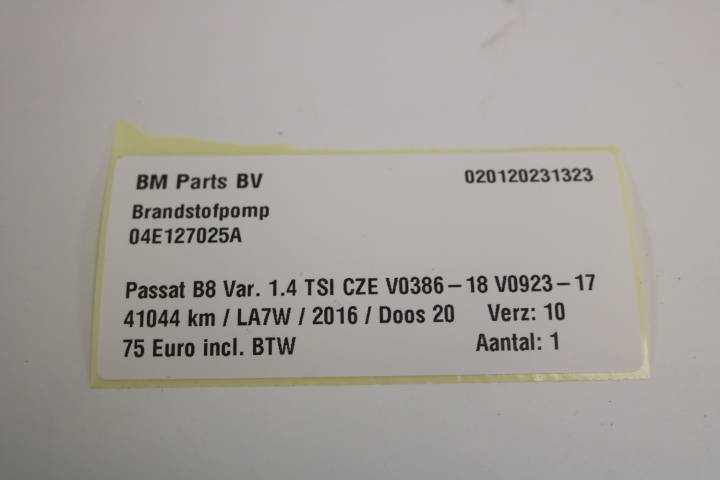 BM Parts BV 020120231323
Brandstofpomp
04E127025A
Passat B8 Var. 1.4 TSI CZE V0386-18 V0923-17
41044 km / LA7W / 2016 / Doos 20 Verz: 10
75 Euro incl. BTW Aantal: 1